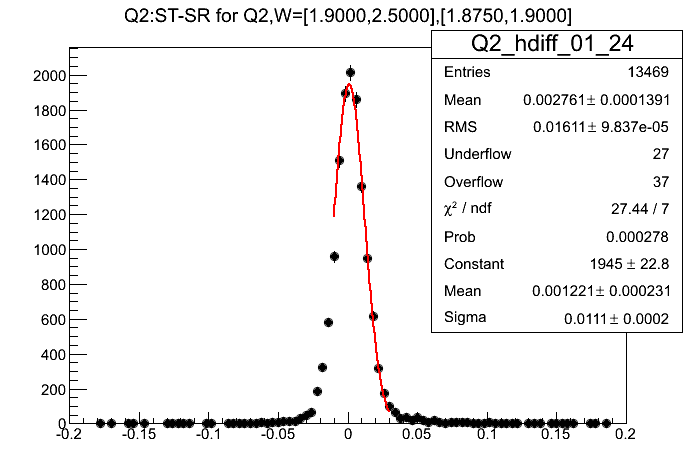 Q2:ST-SR for Q2,W=[1.9000,2.5000],[1.8750,1.9000]
Q2_hdiff_01_24
Entries 13469
Mean 0.002761± 0.0001391
RMS 0.01611± 9.837e-05
Underflow 27
Overflow 37
χ² / ndf 27.44 / 7
Prob 0.000278
Constant 1945 ± 22.8
Mean 0.001221± 0.000231
Sigma 0.0111± 0.0002
2000
1800
1600
1400
1200
1000
800
600
400
200
0
-0.2 -0.15 -0.1 -0.05 0 0.05 0.1 0.15 0.2